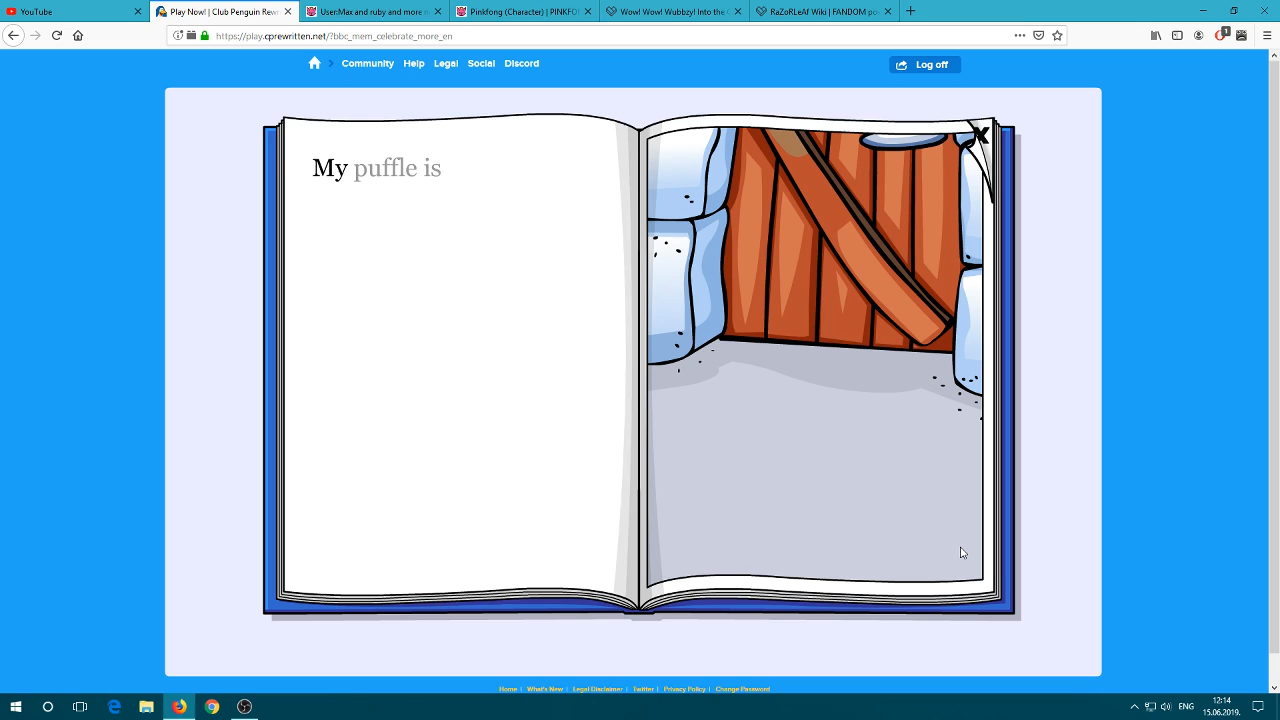 YouTube
Play Now! | Club Penguin Rewr
User:Max and ruby and more n
Pinkfong (Character) | PINKFO
Wow! Wow! Wubbzy! Into the
RaZoRLeAf Wiki | FANDOM po
https://play.cprewritten.net/?bbc_mem_celebrate_more_en
1
Community
Help
Legal
Social
Discord
Log off
X
My puffle is
Home | What's New | Legal Disclaimer | Twitter | Privacy Policy | Change Password
ENG
12:14
15.06.2019.